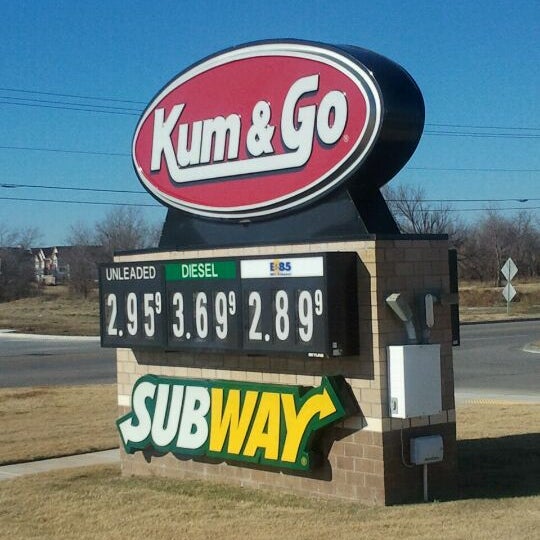 Kum & Go®
UNLEADED DIESEL E85
2.95⁹ 3.69⁹ 2.89⁹
SUBWAY